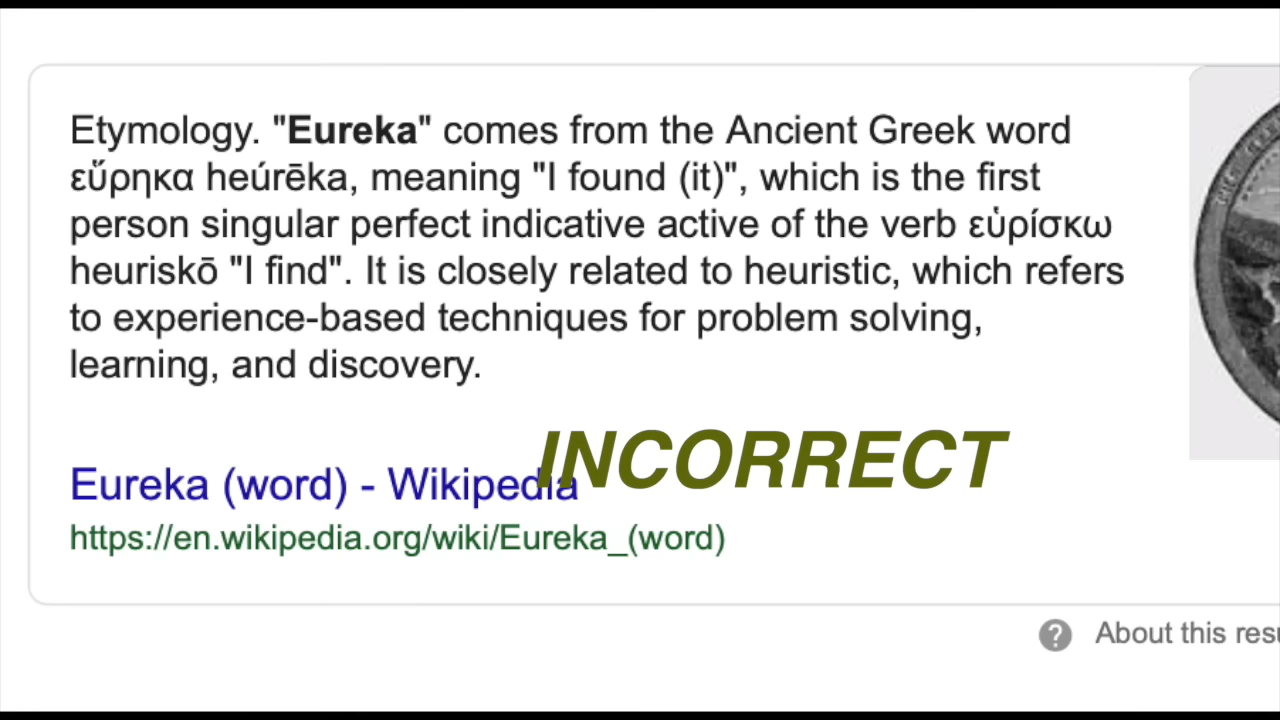 Etymology. "Eureka" comes from the Ancient Greek word
εὕρηκα heúrēka, meaning "I found (it)", which is the first
person singular perfect indicative active of the verb εὑρίσκω
heuriskō "I find". It is closely related to heuristic, which refers
to experience-based techniques for problem solving,
learning, and discovery.
INCORRECT
Eureka (word) - Wikipedia
https://en.wikipedia.org/wiki/Eureka_(word)
About this